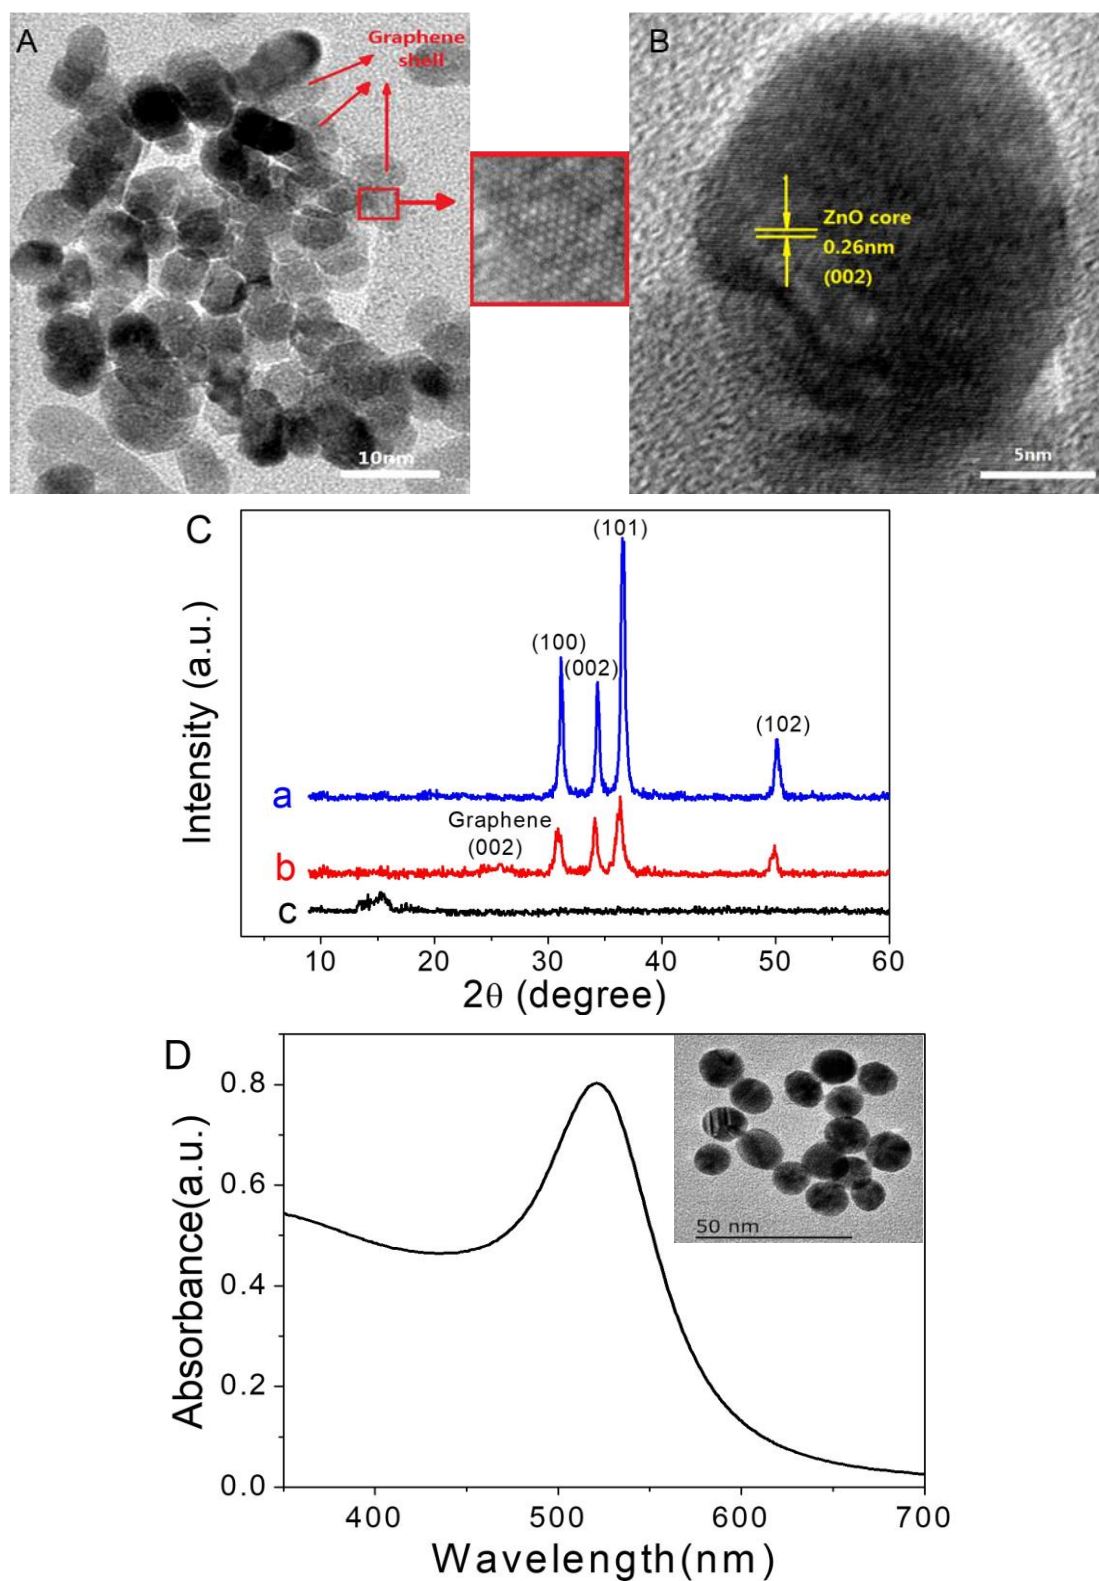 A
Graphene
shell
10nm
B
ZnO core
0.26nm
(002)
5nm
C
Intensity (a.u.)
(101)
(100)
(002)
(102)
a
Graphene
(002)
b
c
10 20 30 40 50 60
2θ (degree)
D
Absorbance(a.u.)
0.8
0.6
0.4
0.2
0.0
50 nm
400 500 600 700
Wavelength(nm)